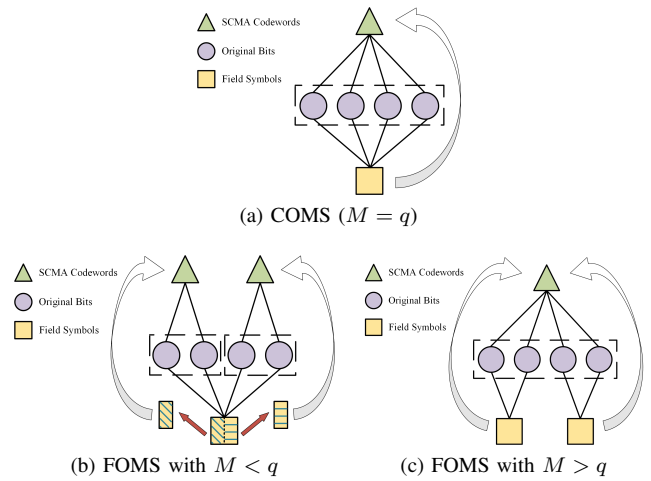 SCMA Codewords
Original Bits
Field Symbols
(a) COMS (M = q)
SCMA Codewords
Original Bits
Field Symbols
(b) FOMS with M < q
SCMA Codewords
Original Bits
Field Symbols
(c) FOMS with M > q